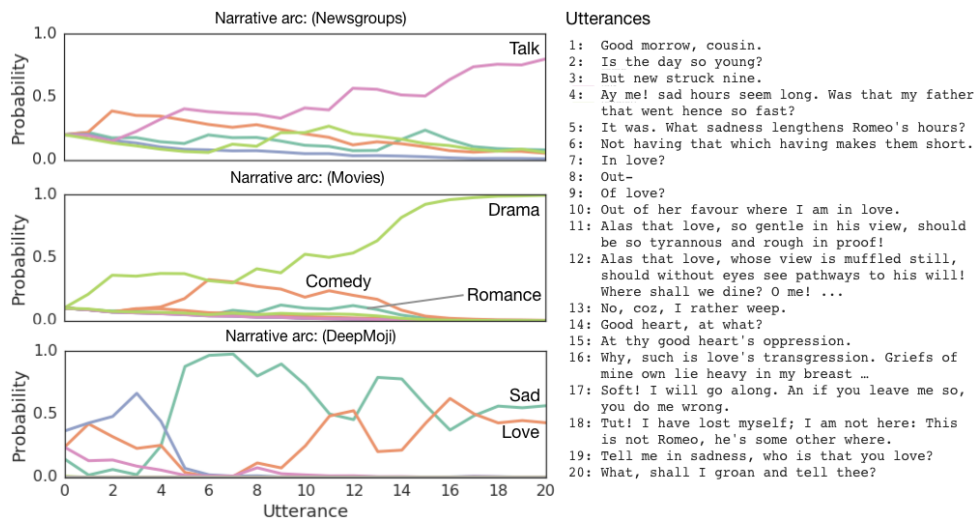 Narrative arc: (Newsgroups)
1.0
0.5
0.0
Probability
Talk
Narrative arc: (Movies)
1.0
0.5
0.0
Probability
Drama
Comedy
Romance
Narrative arc: (DeepMoji)
1.0
0.5
0.0
Probability
Sad
Love
0 2 4 6 8 10 12 14 16 18 20
Utterance
Utterances
1: Good morrow, cousin.
2: Is the day so young?
3: But new struck nine.
4: Ay me! sad hours seem long. Was that my father
that went hence so fast?
5: It was. What sadness lengthens Romeo's hours?
6: Not having that which having makes them short.
7: In love?
8: Out-
9: Of love?
10: Out of her favour where I am in love.
11: Alas that love, so gentle in his view, should
be so tyrannous and rough in proof!
12: Alas that love, whose view is muffled still,
should without eyes see pathways to his will!
Where shall we dine? O me! ...
13: No, coz, I rather weep.
14: Good heart, at what?
15: At thy good heart's oppression.
16: Why, such is love's transgression. Griefs of
mine own lie heavy in my breast …
17: Soft! I will go along. An if you leave me so,
you do me wrong.
18: Tut! I have lost myself; I am not here: This
is not Romeo, he's some other where.
19: Tell me in sadness, who is that you love?
20: What, shall I groan and tell thee?